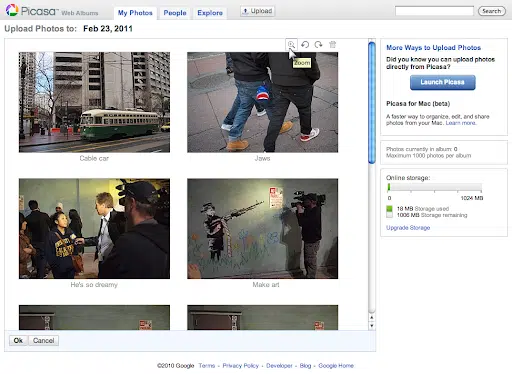 Picasa™ Web Albums
My Photos People Explore Upload Search
Upload Photos to: Feb 23, 2011
Zoom
Cable car Jaws
He's so dreamy Make art
Ok Cancel
More Ways to Upload Photos
Did you know you can upload photos
directly from Picasa?
Launch Picasa
Picasa for Mac (beta)
A faster way to organize, edit, and share
photos from your Mac. Learn more.
Photos currently in album: 0
Maximum 1000 photos per album
Online storage:
0 1024 MB
18 MB Storage used
1006 MB Storage remaining
Upgrade Storage
©2010 Google Terms - Privacy Policy - Developer - Blog - Google Home